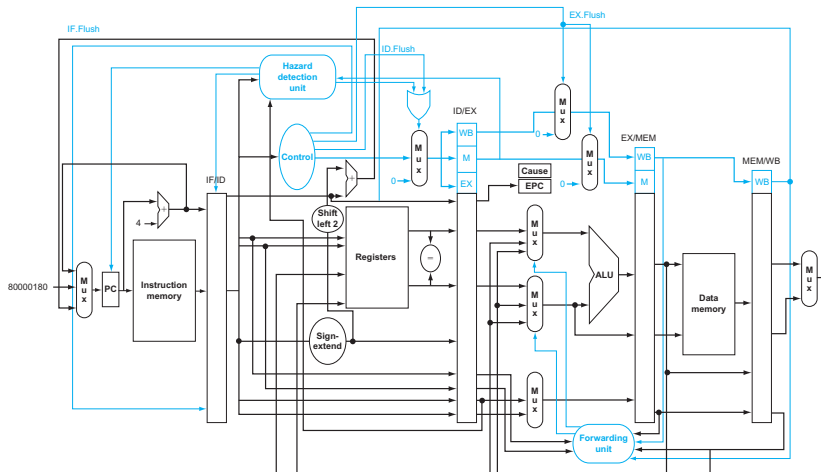 IF.Flush
EX.Flush
ID.Flush
Hazard
detection
unit
Control
M
u
x
0
ID/EX
WB
M
EX
M
u
x
0
M
u
x
0
EX/MEM
WB
M
MEM/WB
WB
Cause
EPC
IF/ID
4
+
+
Shift
left 2
80000180
M
u
x
PC
Instruction
memory
Registers
=
Sign-
extend
M
u
x
M
u
x
ALU
Data
memory
M
u
x
M
u
x
Forwarding
unit